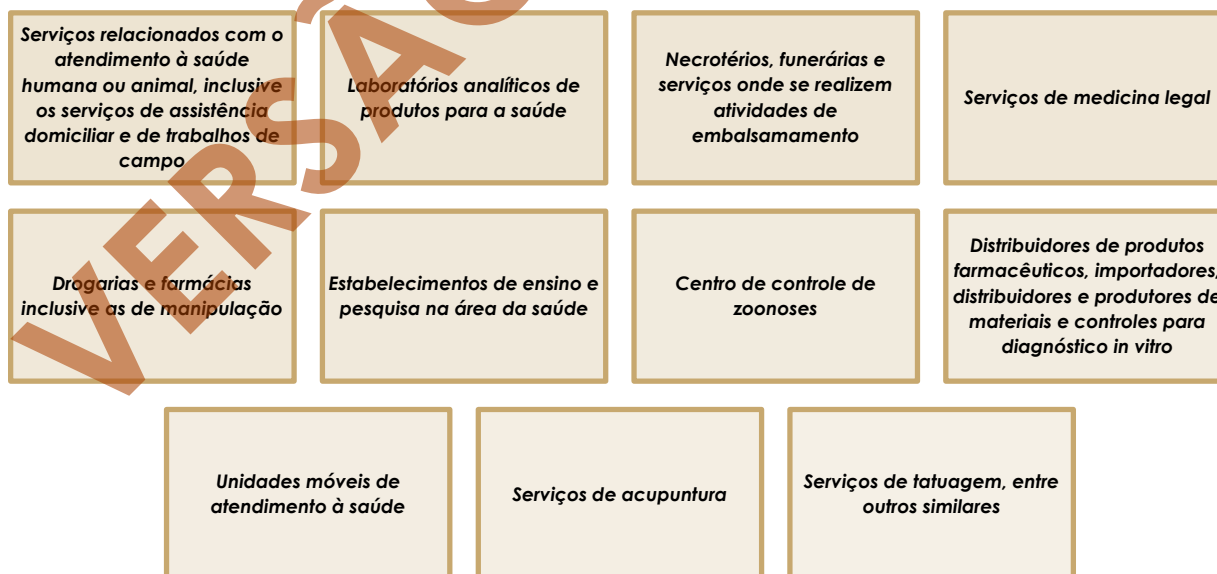 Serviços relacionados com o
atendimento à saúde
humana ou animal, inclusive
os serviços de assistência
domiciliar e de trabalhos de
campo
Laboratórios analíticos de
produtos para a saúde
Necrotérios, funerárias e
serviços onde se realizem
atividades de
embalsamamento
Serviços de medicina legal
Drogarias e farmácias
inclusive as de manipulação
Estabelecimentos de ensino e
pesquisa na área da saúde
Centro de controle de
zoonoses
Distribuidores de produtos
farmacêuticos, importadores,
distribuidores e produtores de
materiais e controles para
diagnóstico in vitro
Unidades móveis de
atendimento à saúde
Serviços de acupuntura
Serviços de tatuagem, entre
outros similares